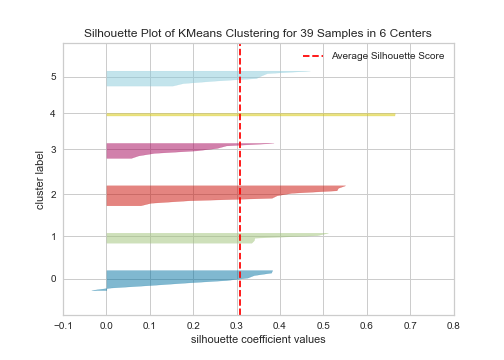 Silhouette Plot of KMeans Clustering for 39 Samples in 6 Centers
Average Silhouette Score
cluster label
5
4
3
2
1
0
-0.1 0.0 0.1 0.2 0.3 0.4 0.5 0.6 0.7 0.8
silhouette coefficient values